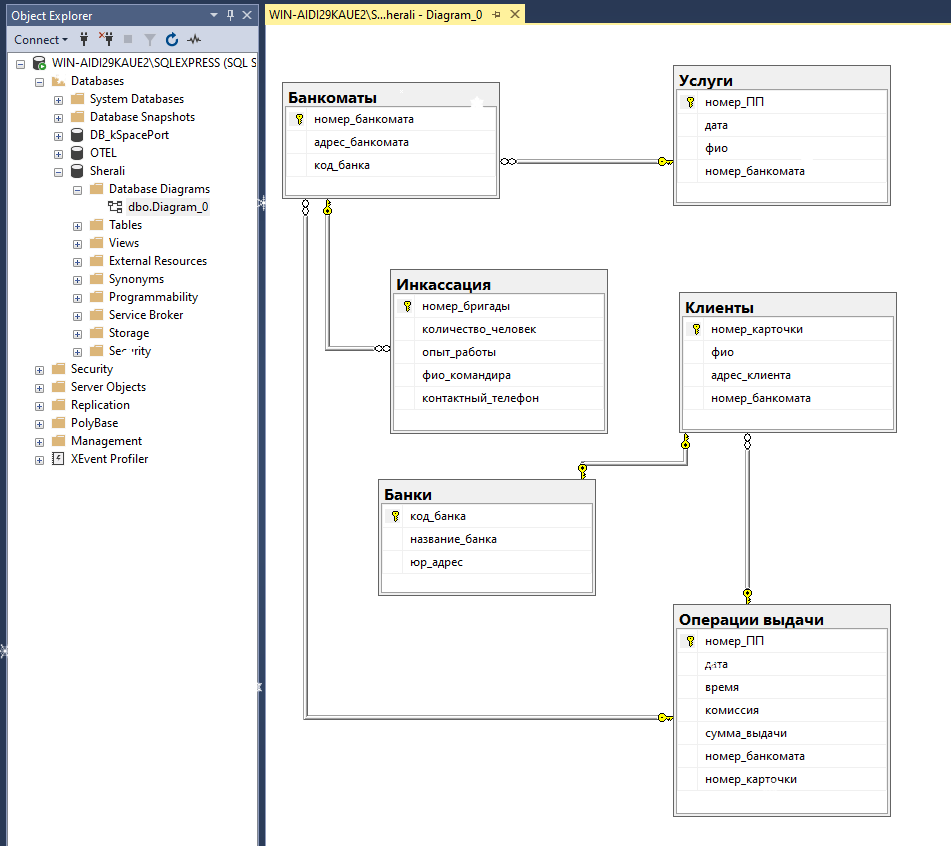 Object Explorer
Connect
WIN-AIDI29KAUE2\SQLEXPRESS (SQL S
Databases
System Databases
Database Snapshots
DB_kSpacePort
OTEL
Sherali
Database Diagrams
dbo.Diagram_0
Tables
Views
External Resources
Synonyms
Programmability
Service Broker
Storage
Security
Security
Server Objects
Replication
PolyBase
Management
XEvent Profiler
WIN-AIDI29KAUE2\S...herali - Diagram_0
Банкоматы
номер_банкомата
адрес_банкомата
код_банка
Услуги
номер_ПП
дата
фио
номер_банкомата
Инкассация
номер_бригады
количество_человек
опыт_работы
фио_командира
контактный_телефон
Клиенты
номер_карточки
фио
адрес_клиента
номер_банкомата
Банки
код_банка
название_банка
юр_адрес
Операции выдачи
номер_ПП
дата
время
комиссия
сумма_выдачи
номер_банкомата
номер_карточки